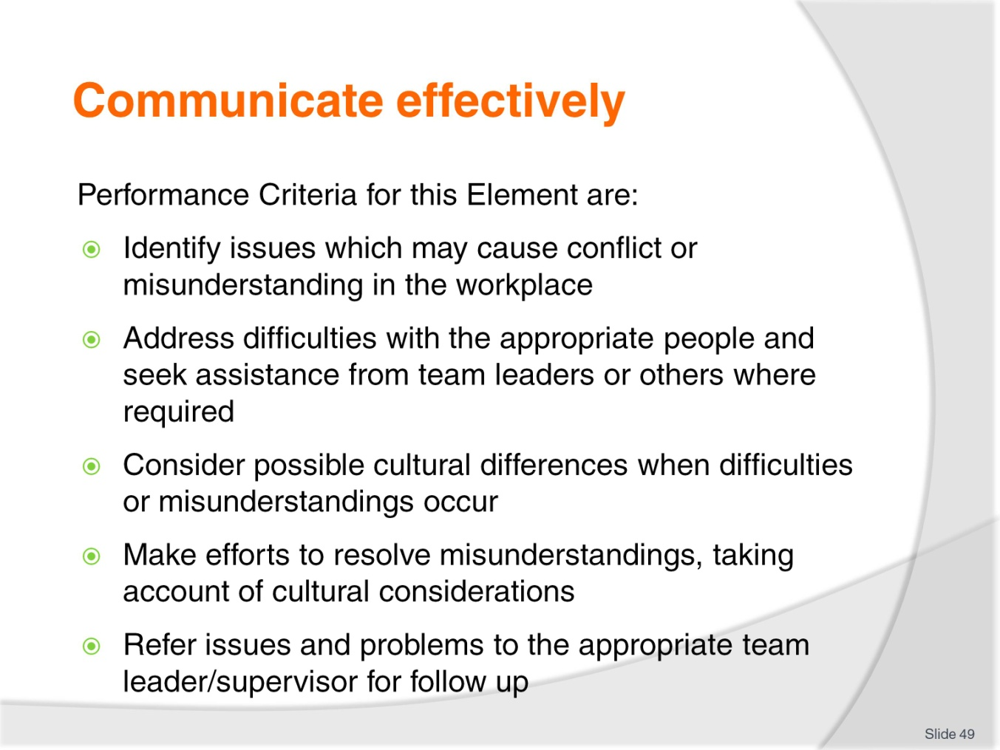 Communicate effectively
Performance Criteria for this Element are:
Identify issues which may cause conflict or
misunderstanding in the workplace
Address difficulties with the appropriate people and
seek assistance from team leaders or others where
required
Consider possible cultural differences when difficulties
or misunderstandings occur
Make efforts to resolve misunderstandings, taking
account of cultural considerations
Refer issues and problems to the appropriate team
leader/supervisor for follow up
Slide 49